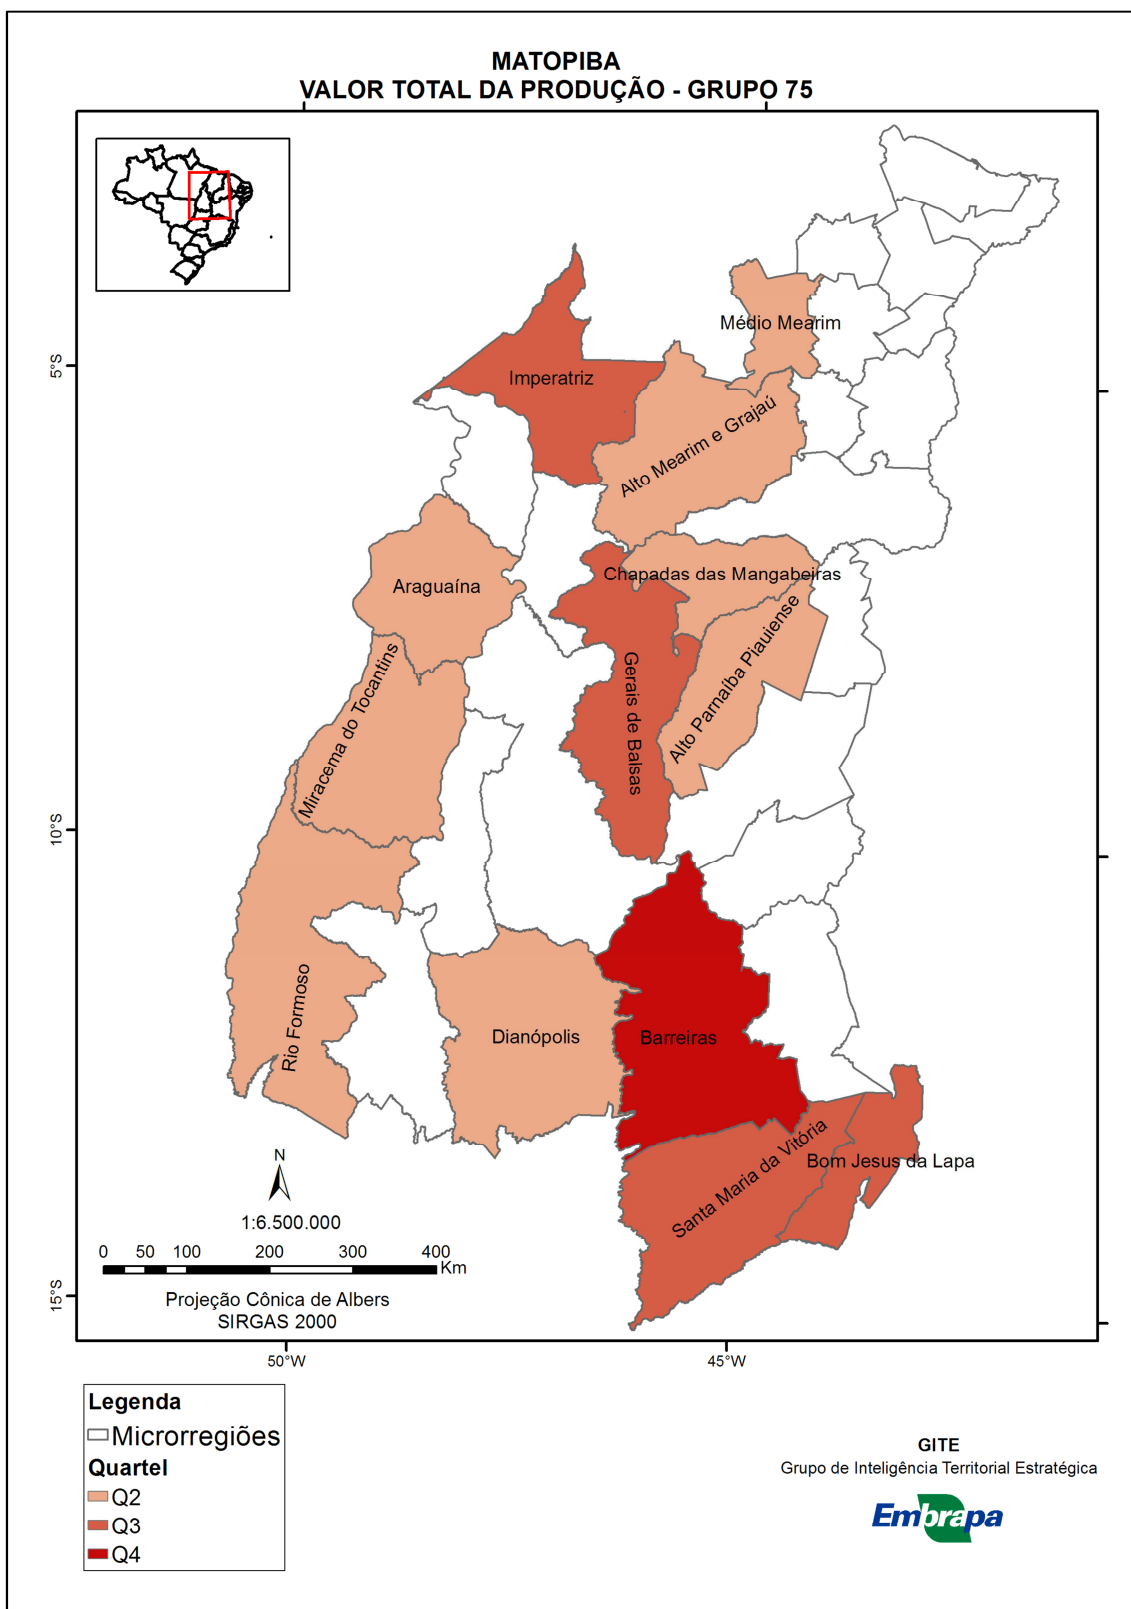 MATOPIBA
VALOR TOTAL DA PRODUÇÃO - GRUPO 75
Médio Mearim
Imperatriz
Alto Mearim e Grajaú
Chapadas das Mangabeiras
Araguaína
Alto Parnaíba Piauiense
Gerais de Balsas
Miracema do Tocantins
Rio Formoso
Dianópolis
Barreiras
Santa Maria da Vitória
Bom Jesus da Lapa
5°S
10°S
15°S
50°W
45°W
N
1:6.500.000
0 50 100 200 300 400
Km
Projeção Cônica de Albers
SIRGAS 2000
Legenda
Microrregiões
Quartel
Q2
Q3
Q4
GITE
Grupo de Inteligência Territorial Estratégica
Embrapa